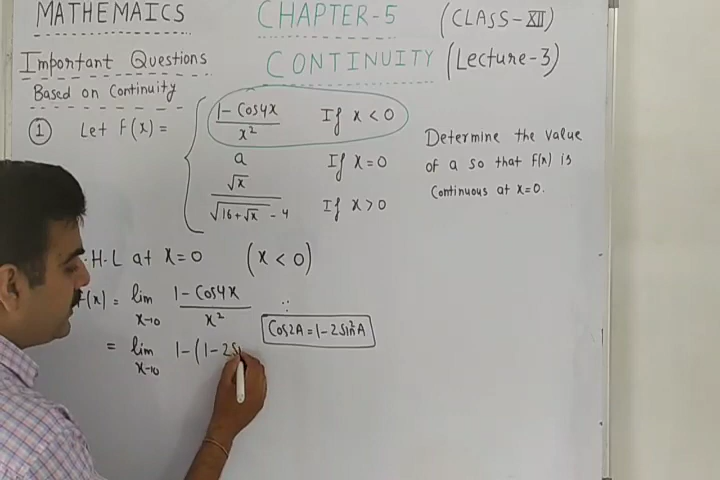 MATHEMAICS
CHAPTER-5
(CLASS-XII)
Important Questions
CONTINUITY
(Lecture-3)
Based on Continuity
① Let F(x) =
1-Cos4x / x² If x < 0
a If x = 0
√x / √16+√x - 4 If x > 0
Determine the value
of a so that F(x) is
Continuous at x=0.
.H.L at x=0 (x < 0)
F(x) = lim x→0 1-Cos4x / x² ∵
Cos2A = 1-2Sin²A
= lim x→0 1-(1-2Si